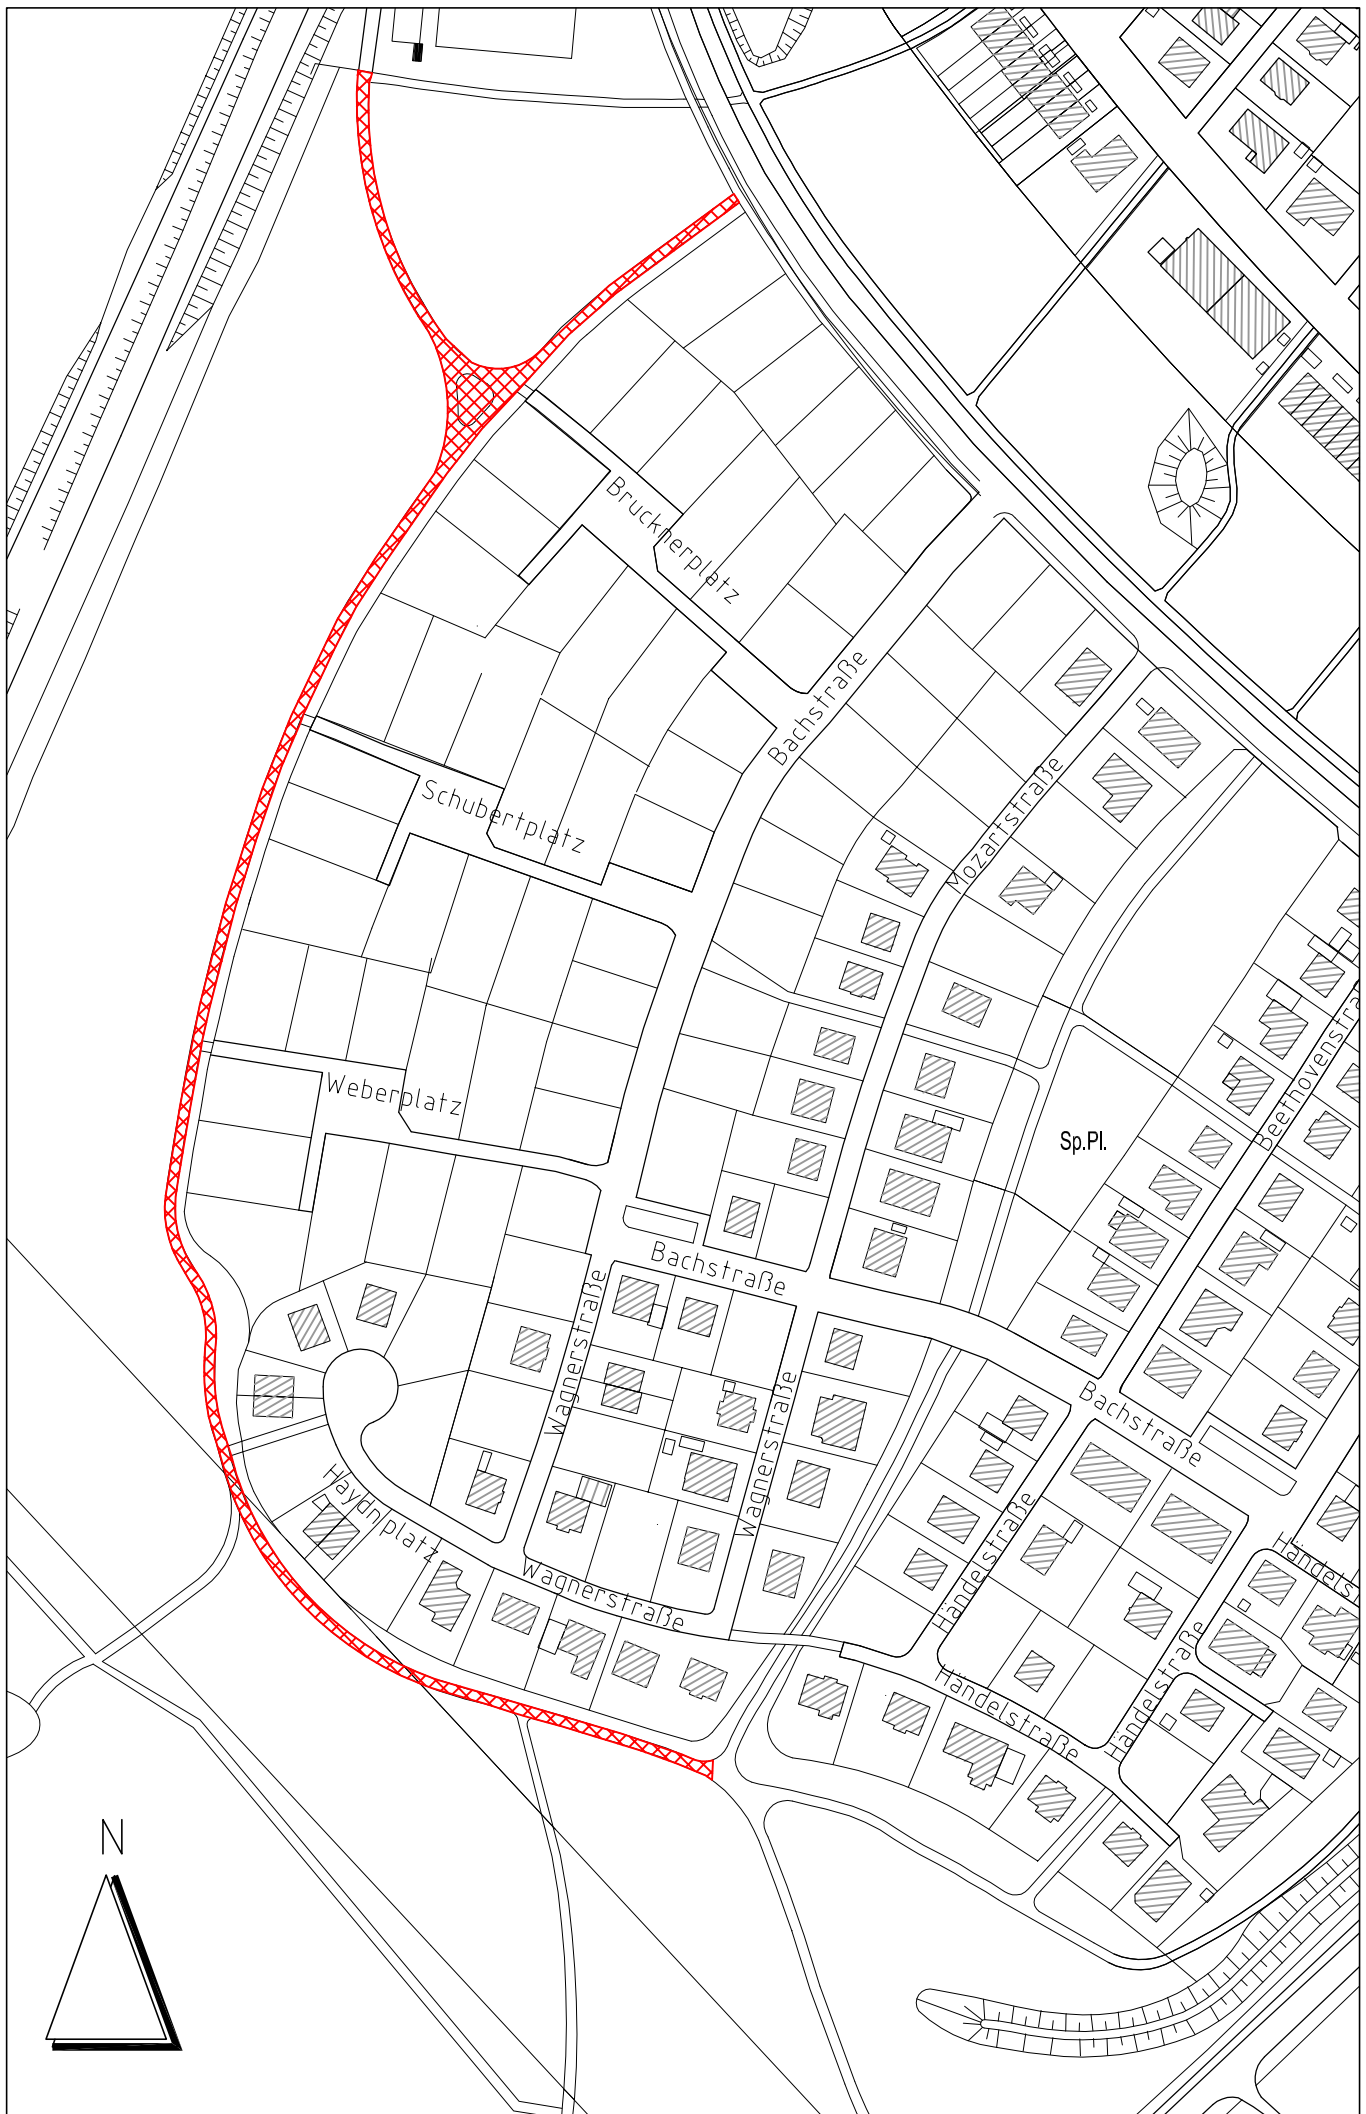 Brucknerplatz
Bachstraße
Mozartstraße
Schubertplatz
Beethovenstra
Weberplatz
Sp.Pl.
Bachstraße
Wagnerstraße
Wagnerstraße
Bachstraße
Haydnplatz
Händelstraße
Wagnerstraße
Händels
Händelstraße
Händelstraße
N